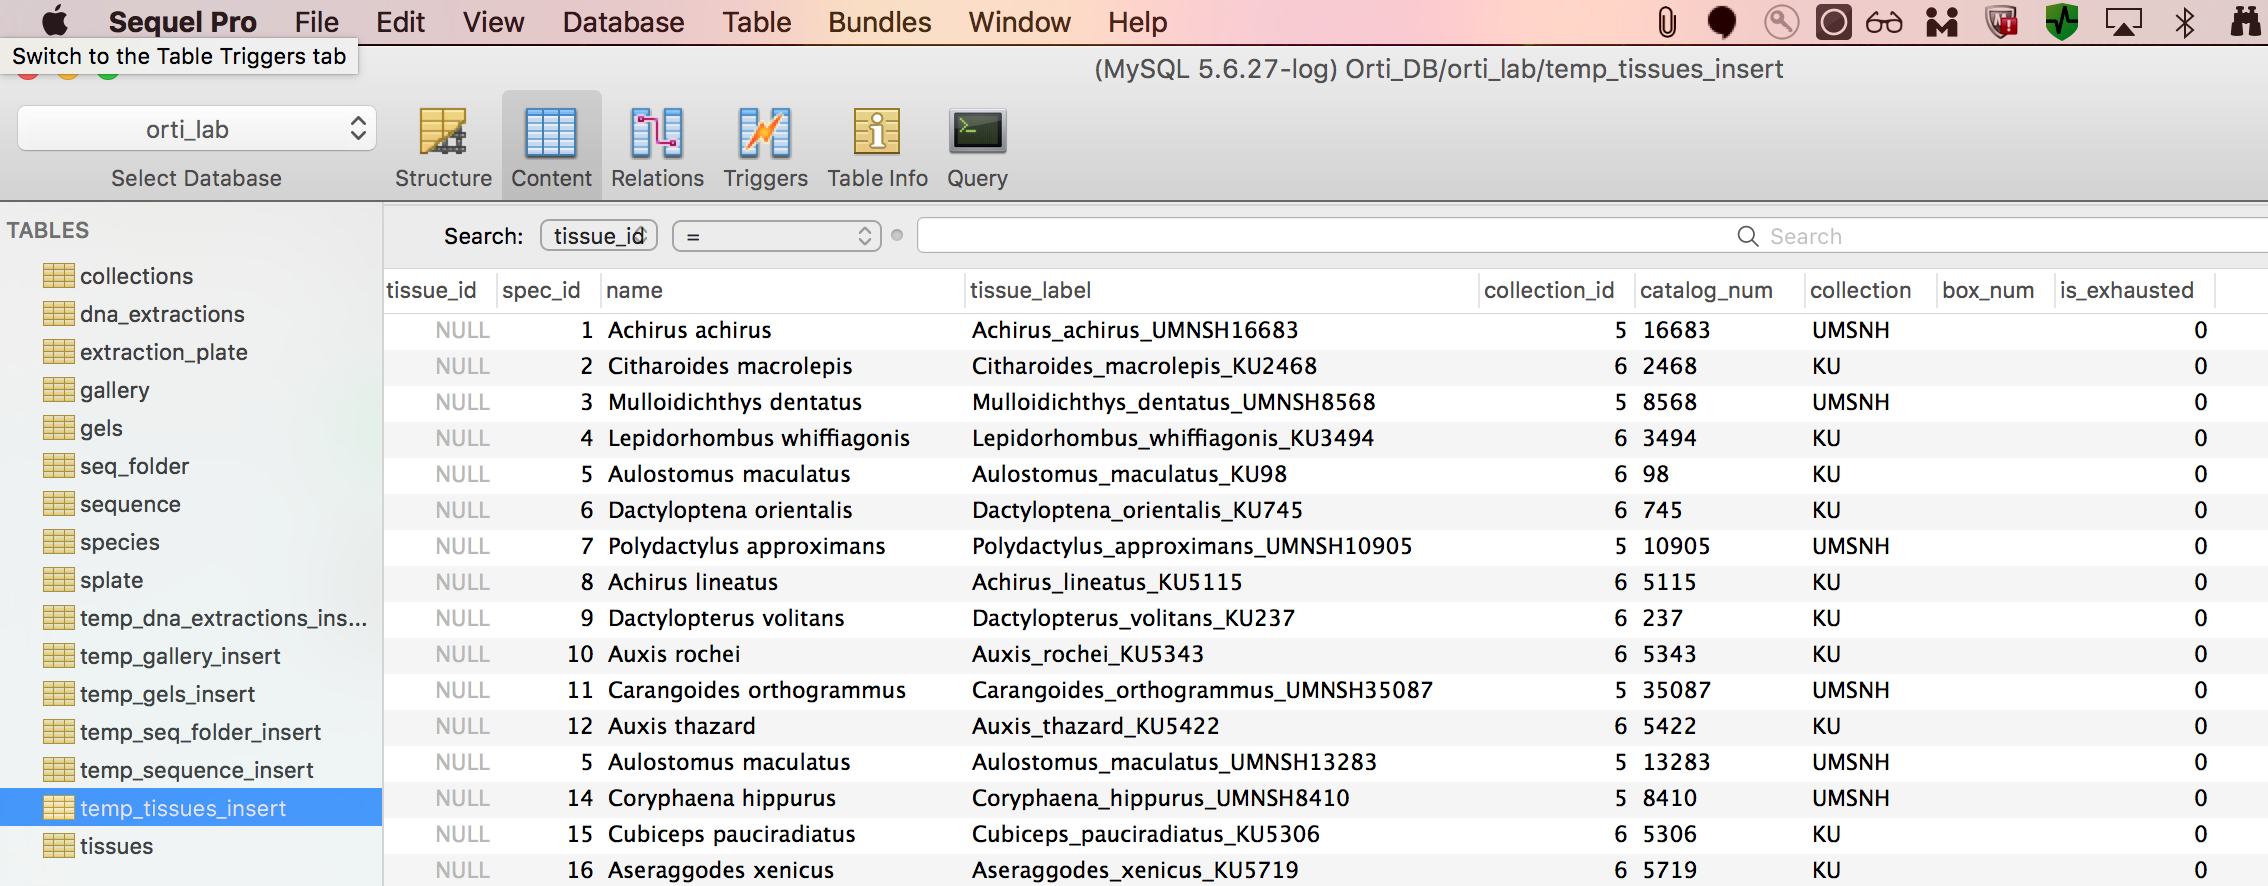 Sequel Pro File Edit View Database Table Bundles Window Help
Switch to the Table Triggers tab
(MySQL 5.6.27-log) Orti_DB/orti_lab/temp_tissues_insert
orti_lab
Select Database Structure Content Relations Triggers Table Info Query
TABLES
collections
dna_extractions
extraction_plate
gallery
gels
seq_folder
sequence
species
splate
temp_dna_extractions_ins...
temp_gallery_insert
temp_gels_insert
temp_seq_folder_insert
temp_sequence_insert
temp_tissues_insert
tissues
Search: tissue_id = Search
tissue_id spec_id name tissue_label collection_id catalog_num collection box_num is_exhausted
NULL 1 Achirus achirus Achirus_achirus_UMNSH16683 5 16683 UMSNH 0
NULL 2 Citharoides macrolepis Citharoides_macrolepis_KU2468 6 2468 KU 0
NULL 3 Mulloidichthys dentatus Mulloidichthys_dentatus_UMNSH8568 5 8568 UMSNH 0
NULL 4 Lepidorhombus whiffiagonis Lepidorhombus_whiffiagonis_KU3494 6 3494 KU 0
NULL 5 Aulostomus maculatus Aulostomus_maculatus_KU98 6 98 KU 0
NULL 6 Dactyloptena orientalis Dactyloptena_orientalis_KU745 6 745 KU 0
NULL 7 Polydactylus approximans Polydactylus_approximans_UMNSH10905 5 10905 UMSNH 0
NULL 8 Achirus lineatus Achirus_lineatus_KU5115 6 5115 KU 0
NULL 9 Dactylopterus volitans Dactylopterus_volitans_KU237 6 237 KU 0
NULL 10 Auxis rochei Auxis_rochei_KU5343 6 5343 KU 0
NULL 11 Carangoides orthogrammus Carangoides_orthogrammus_UMNSH35087 5 35087 UMSNH 0
NULL 12 Auxis thazard Auxis_thazard_KU5422 6 5422 KU 0
NULL 5 Aulostomus maculatus Aulostomus_maculatus_UMNSH13283 5 13283 UMSNH 0
NULL 14 Coryphaena hippurus Coryphaena_hippurus_UMNSH8410 5 8410 UMSNH 0
NULL 15 Cubiceps pauciradiatus Cubiceps_pauciradiatus_KU5306 6 5306 KU 0
NULL 16 Aseraggodes xenicus Aseraggodes_xenicus_KU5719 6 5719 KU 0